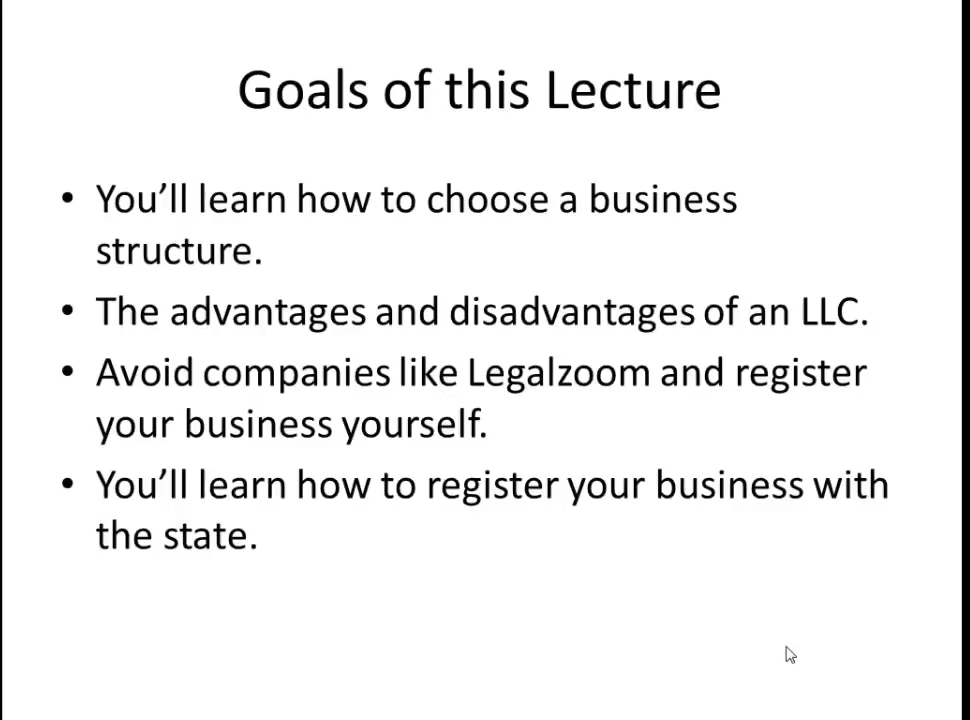 Goals of this Lecture
• You’ll learn how to choose a business
structure.
• The advantages and disadvantages of an LLC.
• Avoid companies like Legalzoom and register
your business yourself.
• You’ll learn how to register your business with
the state.